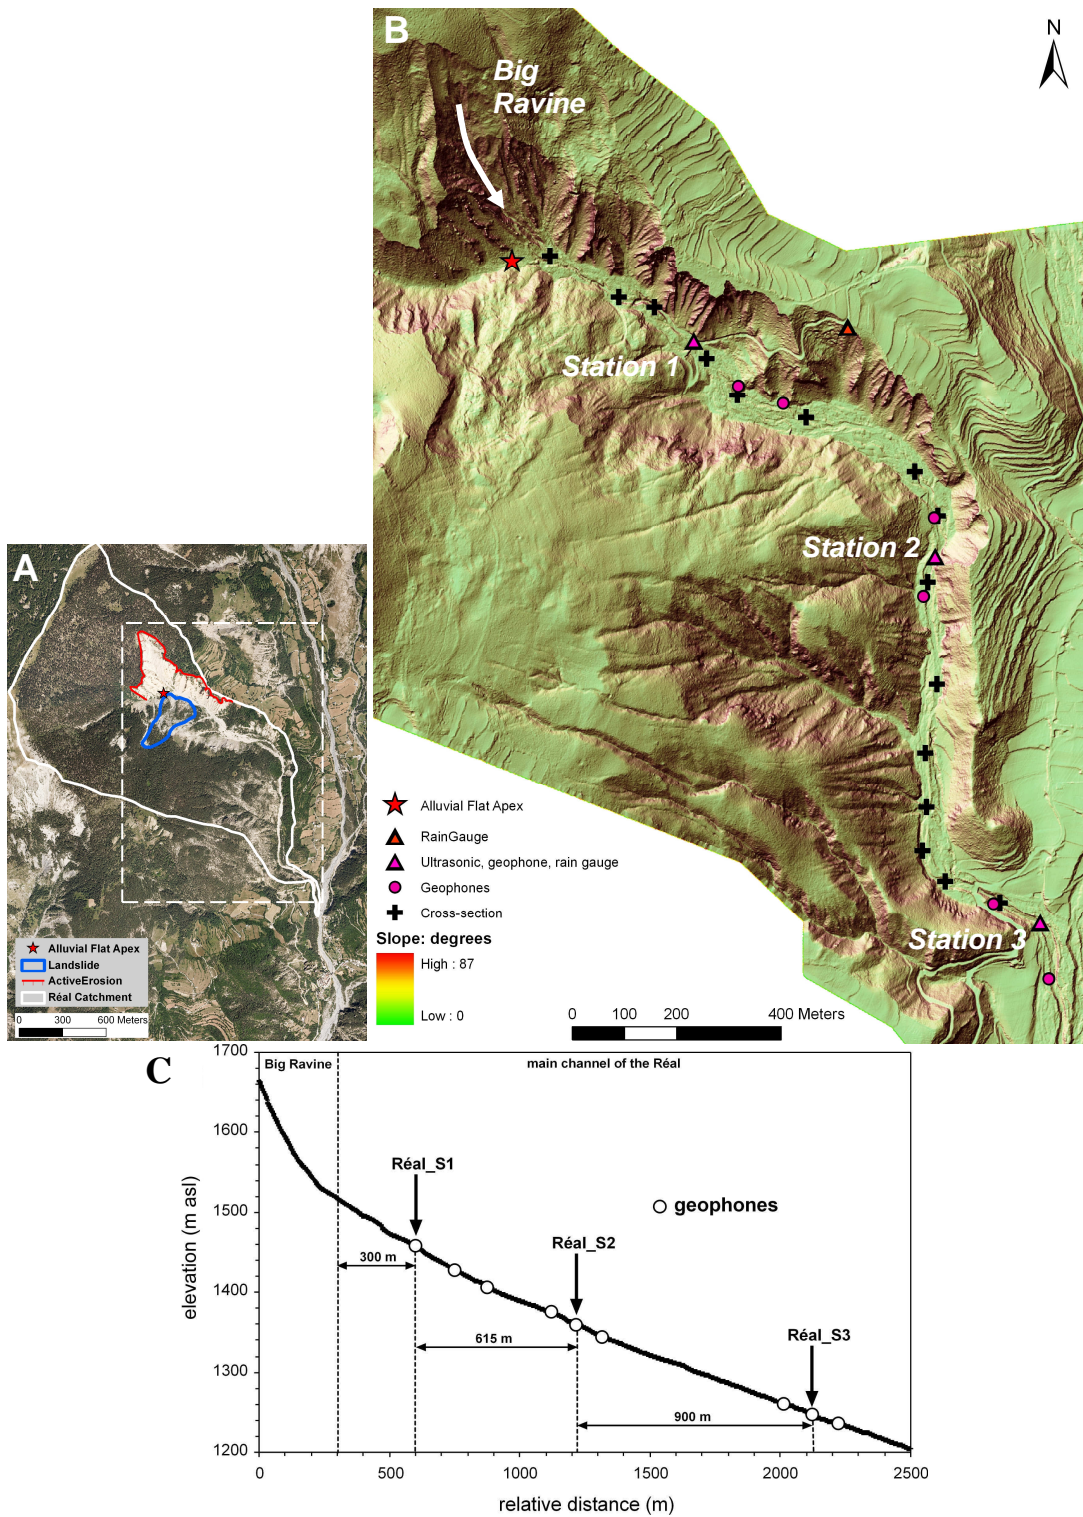 B
N
Big
Ravine
Station 1
Station 2
Station 3
Alluvial Flat Apex
RainGauge
Ultrasonic, geophone, rain gauge
Geophones
Cross-section
Slope: degrees
High : 87
Low : 0
0 100 200 400 Meters
A
Alluvial Flat Apex
Landslide
ActiveErosion
Réal Catchment
0 300 600 Meters
C
Big Ravine
main channel of the Réal
1700
1600
1500
1400
1300
1200
elevation (m asl)
Réal_S1
Réal_S2
Réal_S3
geophones
300 m
615 m
900 m
0 500 1000 1500 2000 2500
relative distance (m)